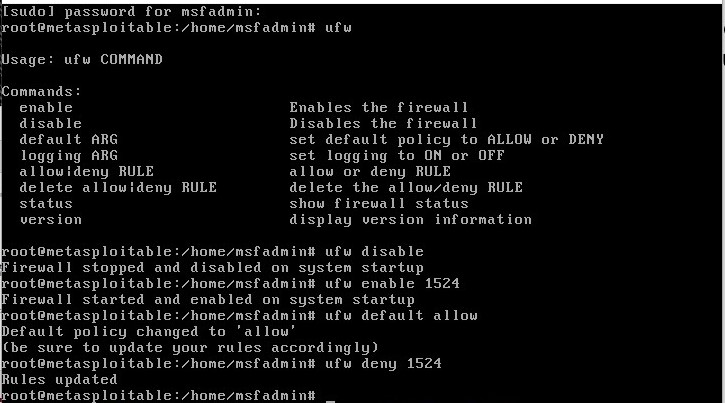 [sudo] password for msfadmin:
root@metasploitable:/home/msfadmin# ufw
Usage: ufw COMMAND
Commands:
enable Enables the firewall
disable Disables the firewall
default ARG set default policy to ALLOW or DENY
logging ARG set logging to ON or OFF
allow|deny RULE allow or deny RULE
delete allow|deny RULE delete the allow/deny RULE
status show firewall status
version display version information
root@metasploitable:/home/msfadmin# ufw disable
Firewall stopped and disabled on system startup
root@metasploitable:/home/msfadmin# ufw enable 1524
Firewall started and enabled on system startup
root@metasploitable:/home/msfadmin# ufw default allow
Default policy changed to 'allow'
(be sure to update your rules accordingly)
root@metasploitable:/home/msfadmin# ufw deny 1524
Rules updated
root@metasploitable:/home/msfadmin# _